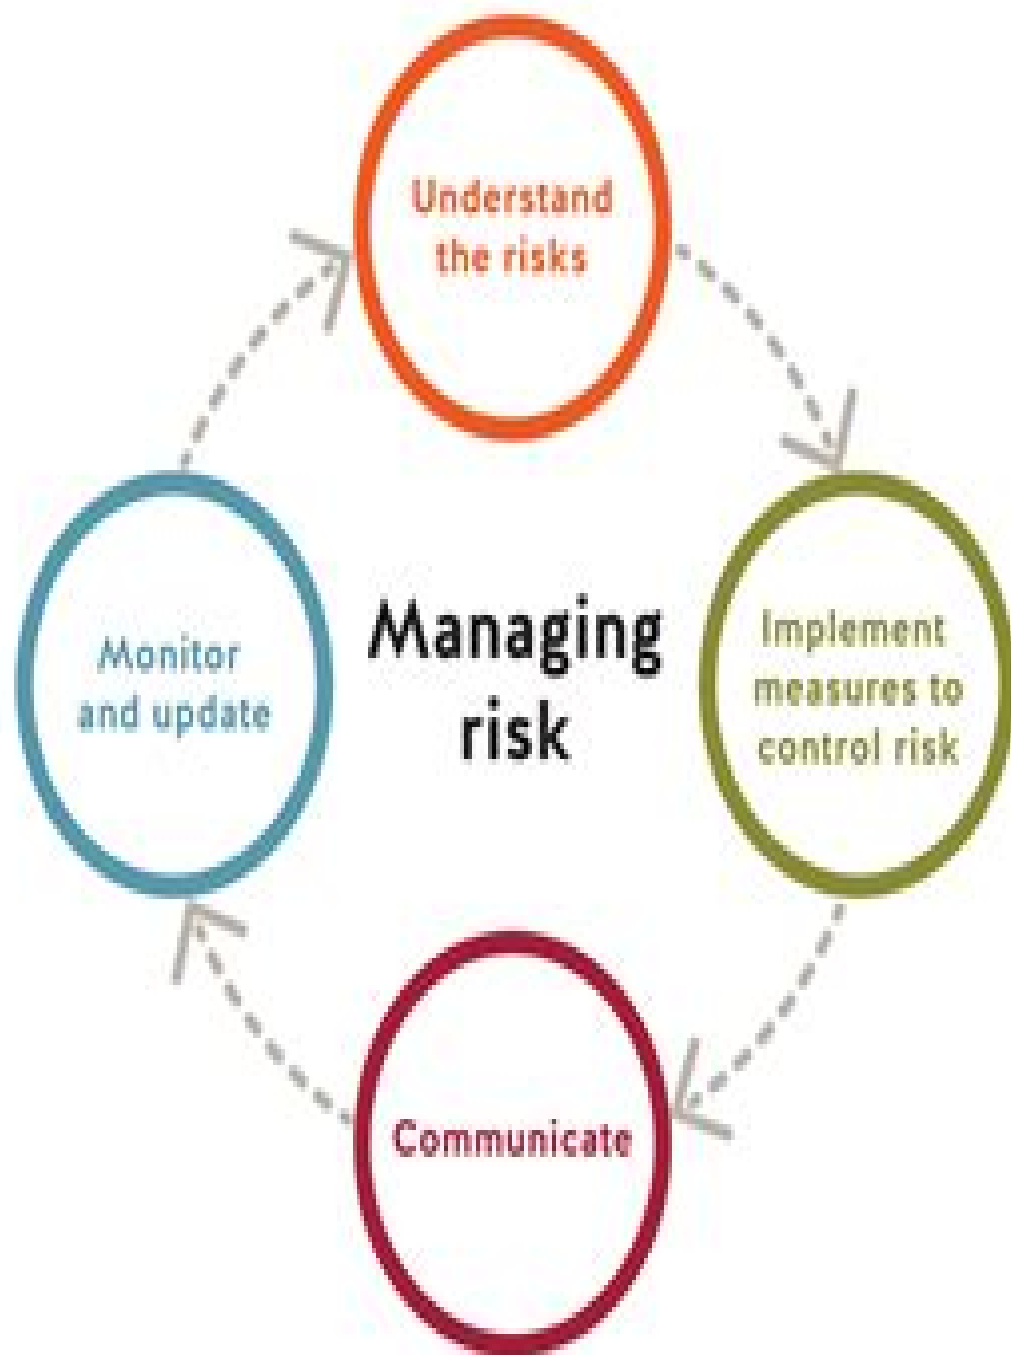 Understand
the risks
Implement
measures to
control risk
Communicate
Monitor
and update
Managing
risk